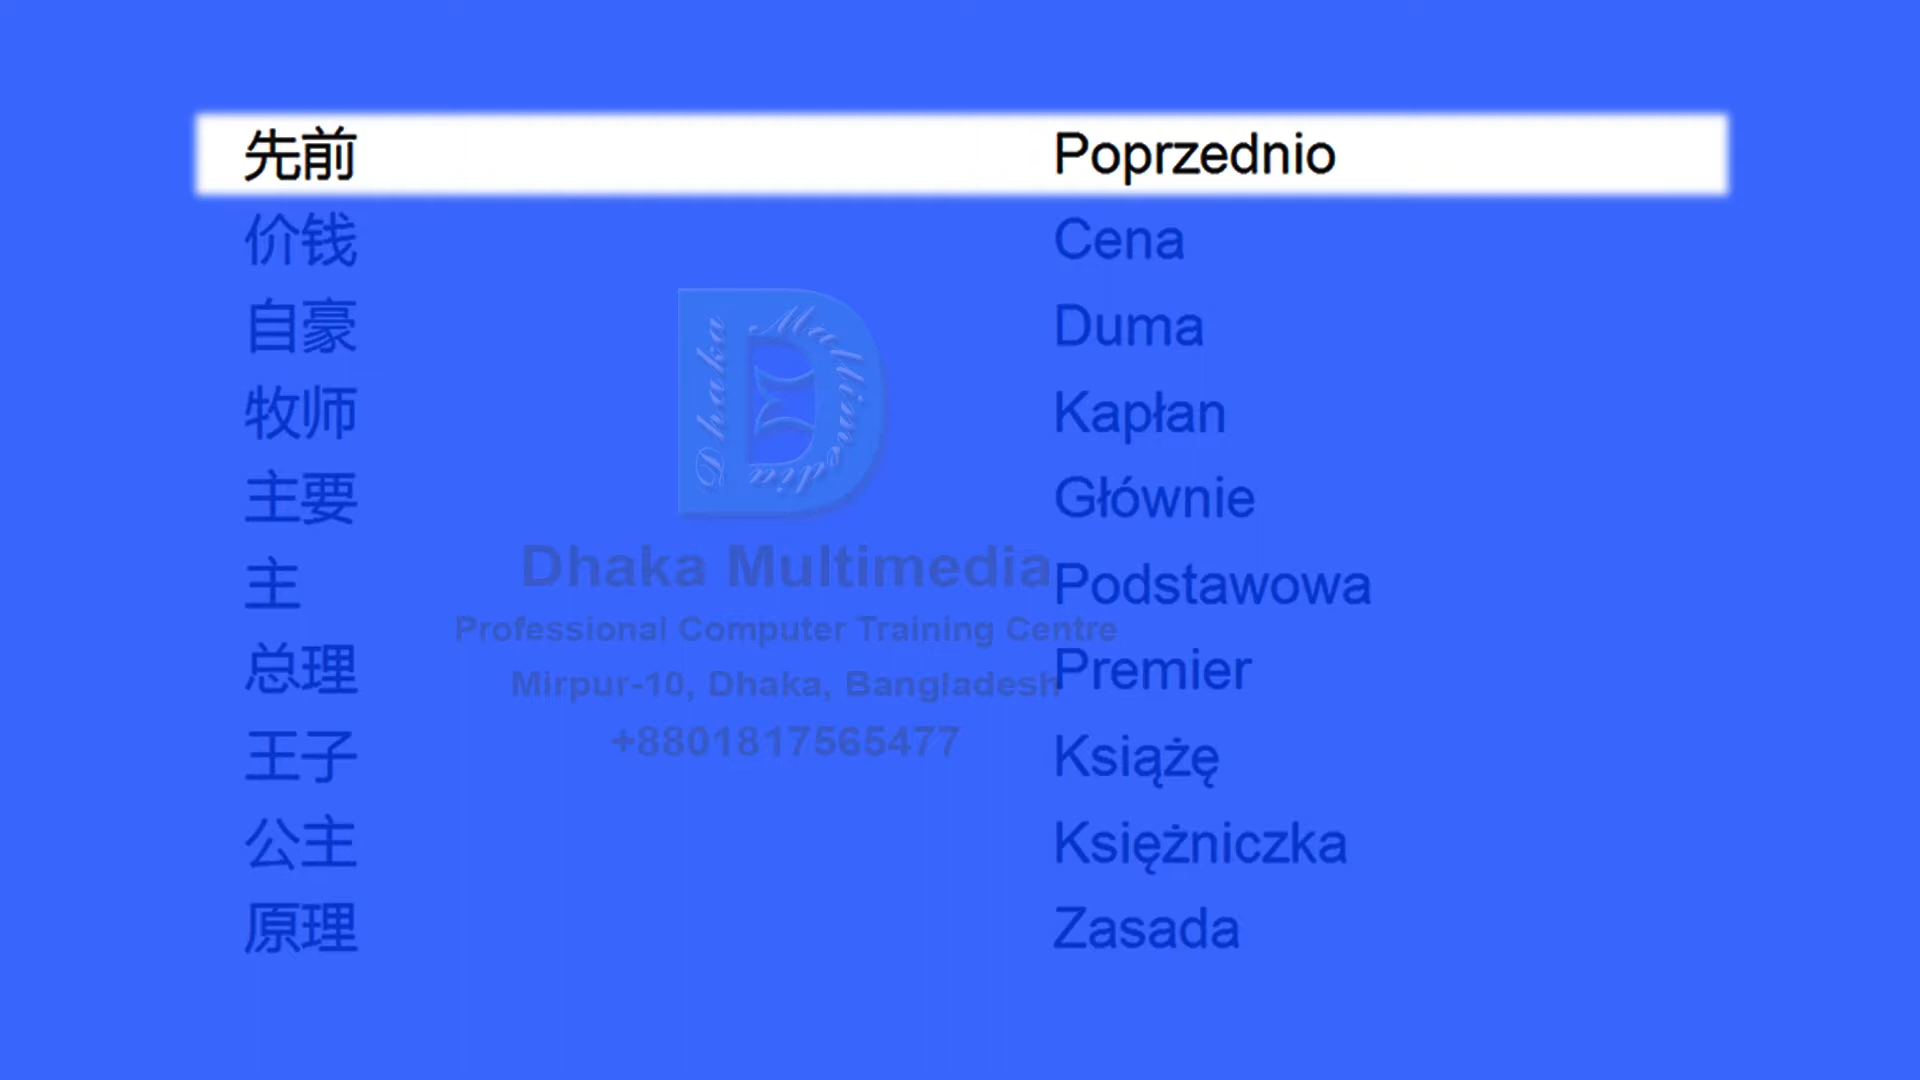 先前 Poprzednio
价钱 Cena
自豪 Duma
牧师 Kapłan
主要 Głównie
主 Podstawowa
总理 Premier
王子 Książę
公主 Księżniczka
原理 Zasada
Dhaka Multimedia
Dhaka Multimedia
Professional Computer Training Centre
Mirpur-10, Dhaka, Bangladesh
+8801817565477